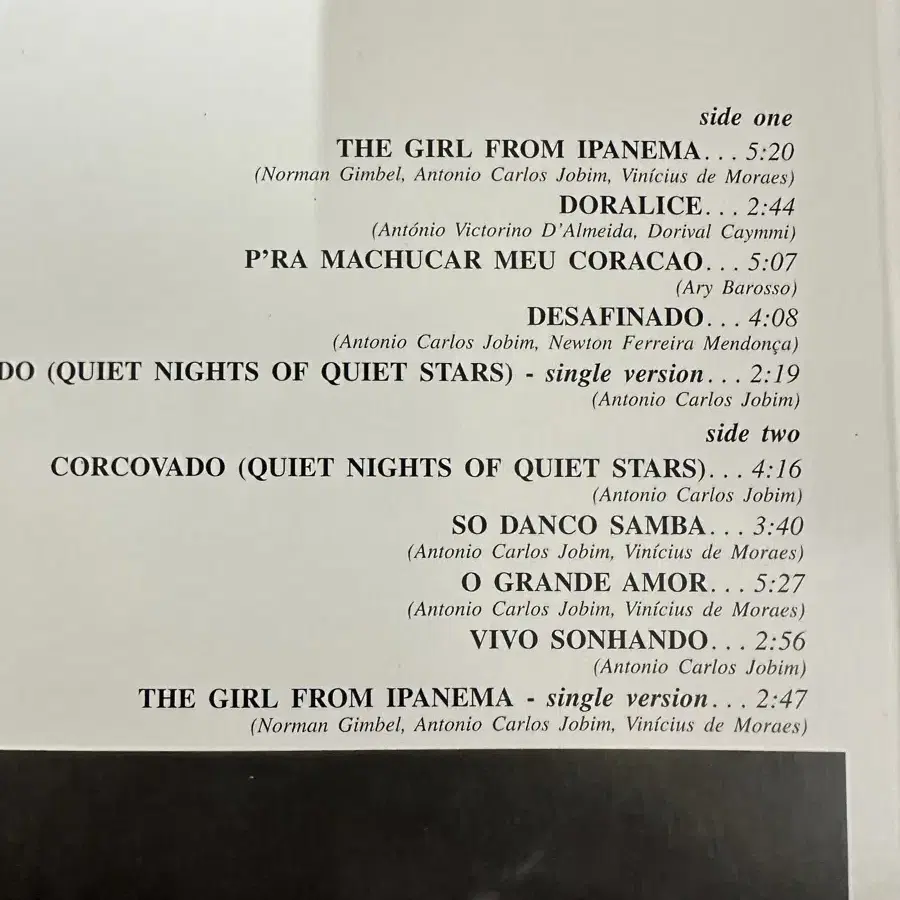 side one
THE GIRL FROM IPANEMA. . . 5:20
(Norman Gimbel, Antonio Carlos Jobim, Vinícius de Moraes)
DORALICE. . . 2:44
(António Victorino D'Almeida, Dorival Caymmi)
P'RA MACHUCAR MEU CORACAO. . . 5:07
(Ary Barosso)
DESAFINADO. . . 4:08
(Antonio Carlos Jobim, Newton Ferreira Mendonça)
DO (QUIET NIGHTS OF QUIET STARS) - single version. . . 2:19
(Antonio Carlos Jobim)
side two
CORCOVADO (QUIET NIGHTS OF QUIET STARS). . . 4:16
(Antonio Carlos Jobim)
SO DANCO SAMBA. . . 3:40
(Antonio Carlos Jobim, Vinícius de Moraes)
O GRANDE AMOR. . . 5:27
(Antonio Carlos Jobim, Vinícius de Moraes)
VIVO SONHANDO. . . 2:56
(Antonio Carlos Jobim)
THE GIRL FROM IPANEMA - single version. . . 2:47
(Norman Gimbel, Antonio Carlos Jobim, Vinícius de Moraes)